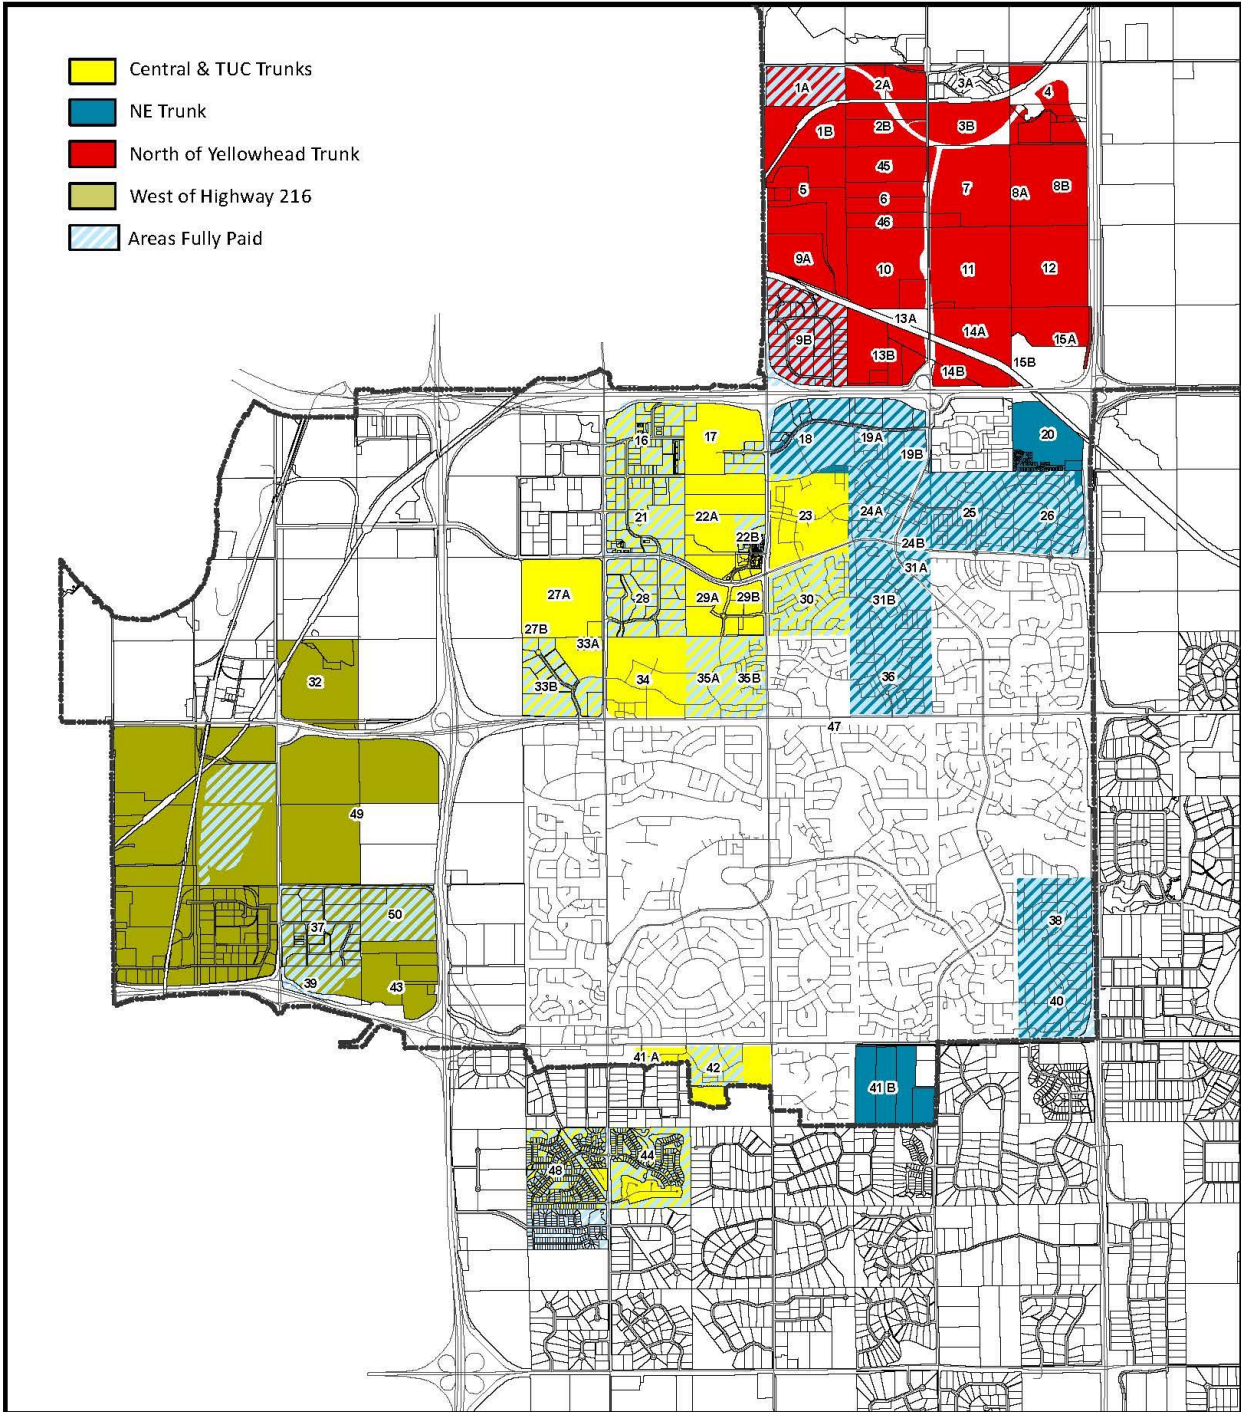 Central & TUC Trunks
NE Trunk
North of Yellowhead Trunk
West of Highway 216
Areas Fully Paid
1A
2A
3A
4
1B
2B
3B
45
5
6
7
8A
8B
46
9A
10
11
12
13A
14A
15A
9B
13B
14B
15B
16
17
18
19A
19B
20
21
22A
22B
23
24A
24B
25
26
27A
27B
28
29A
29B
30
31A
31B
32
33A
33B
34
35A
35B
36
47
49
37
50
38
39
43
40
41 A
42
41 B
48
44